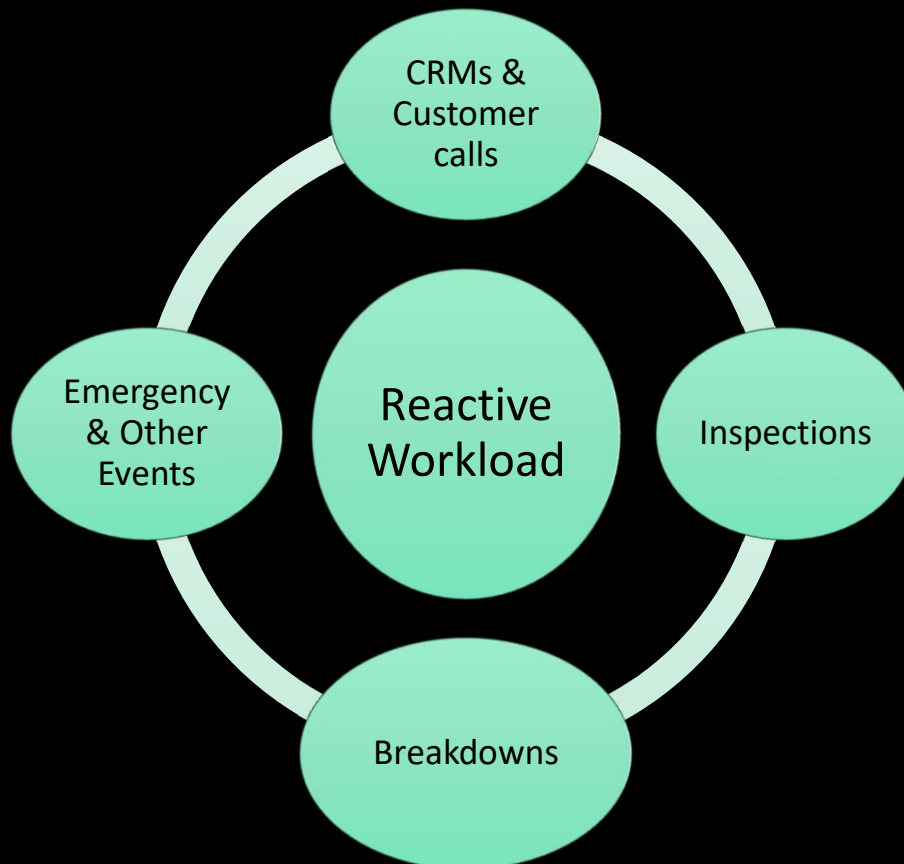 CRMs &
Customer
calls
Emergency
& Other
Events
Reactive
Workload
Inspections
Breakdowns